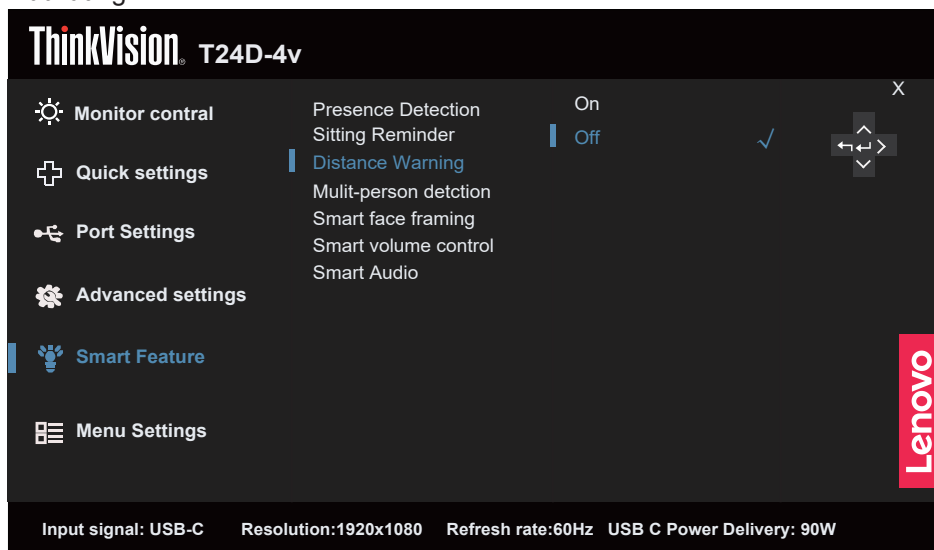 ThinkVision. T24D-4v
X
Monitor contral
Quick settings
Port Settings
Advanced settings
Smart Feature
Menu Settings
Presence Detection
Sitting Reminder
Distance Warning
Mulit-person detction
Smart face framing
Smart volume control
Smart Audio
On
Off √
Lenovo
Input signal: USB-C Resolution:1920x1080 Refresh rate:60Hz USB C Power Delivery: 90W